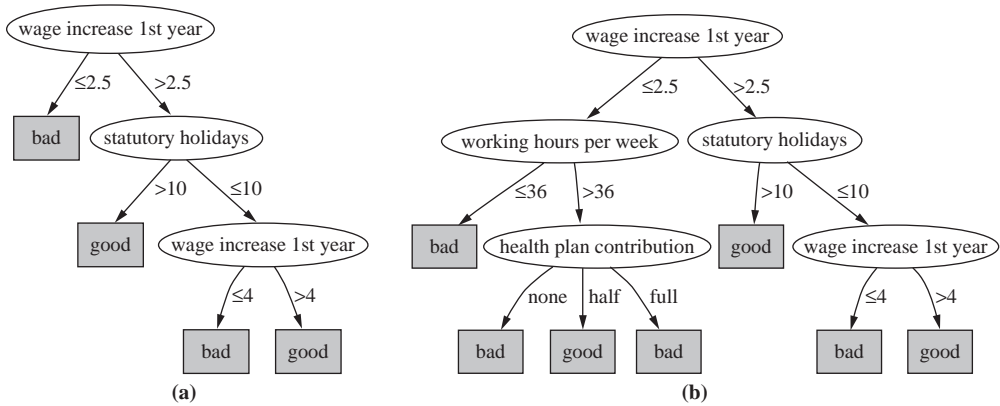 wage increase 1st year
≤2.5
>2.5
bad
statutory holidays
>10
≤10
good
wage increase 1st year
≤4
>4
bad
good
(a)
wage increase 1st year
≤2.5
>2.5
working hours per week
statutory holidays
≤36
>36
>10
≤10
bad
health plan contribution
good
wage increase 1st year
none
half
full
≤4
>4
bad
good
bad
bad
good
(b)